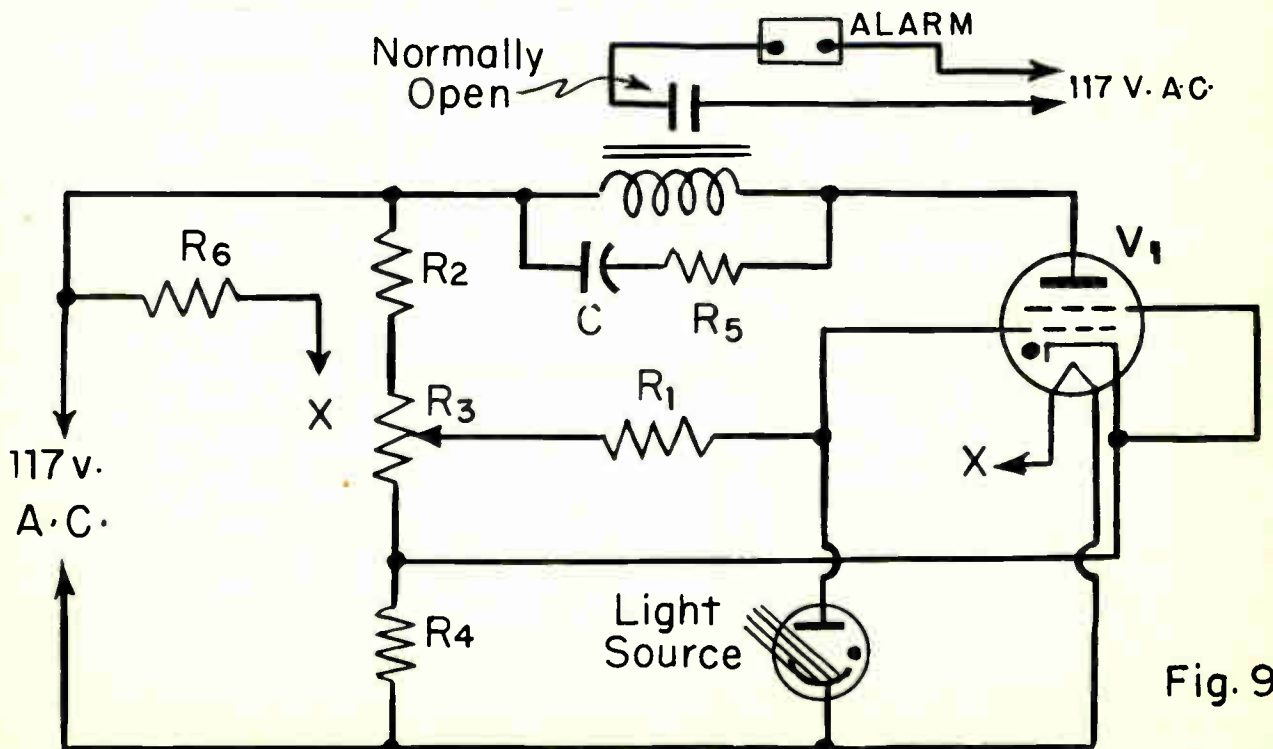 ALARM
Normally
Open
117 V. A.C.
R6
R2
C
R5
V1
X
R3
R1
X
117 v.
A.C.
Light
Source
R4
Fig. 9